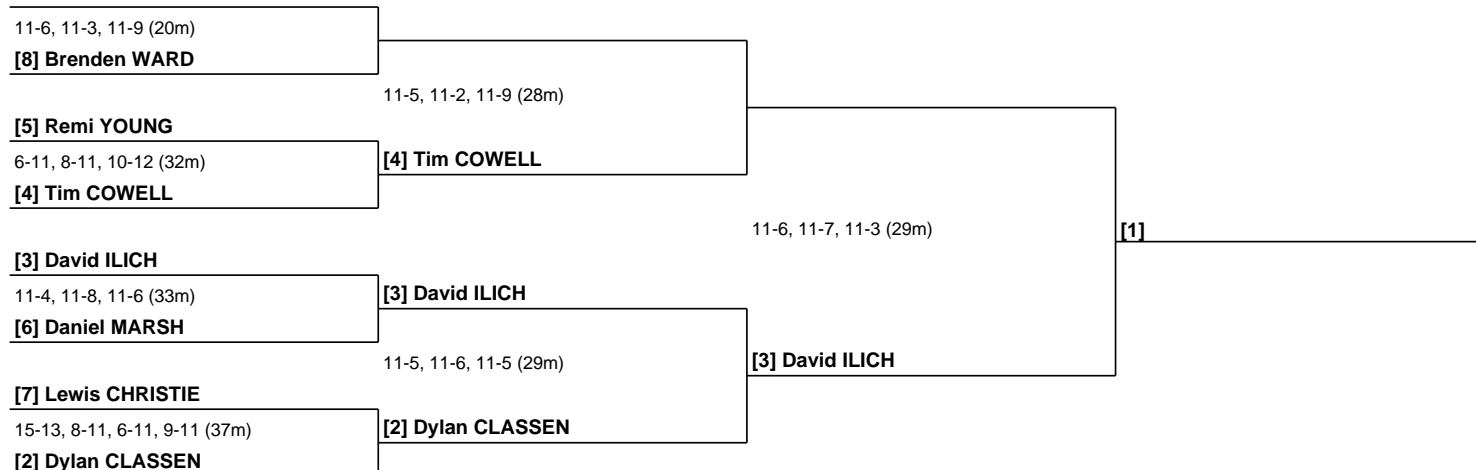 11-6, 11-3, 11-9 (20m)
[8] Brenden WARD
11-5, 11-2, 11-9 (28m)
[5] Remi YOUNG
6-11, 8-11, 10-12 (32m)
[4] Tim COWELL
[4] Tim COWELL
11-6, 11-7, 11-3 (29m)
[1]
[3] David ILICH
11-4, 11-8, 11-6 (33m)
[3] David ILICH
[6] Daniel MARSH
11-5, 11-6, 11-5 (29m)
[3] David ILICH
[7] Lewis CHRISTIE
15-13, 8-11, 6-11, 9-11 (37m)
[2] Dylan CLASSEN
[2] Dylan CLASSEN